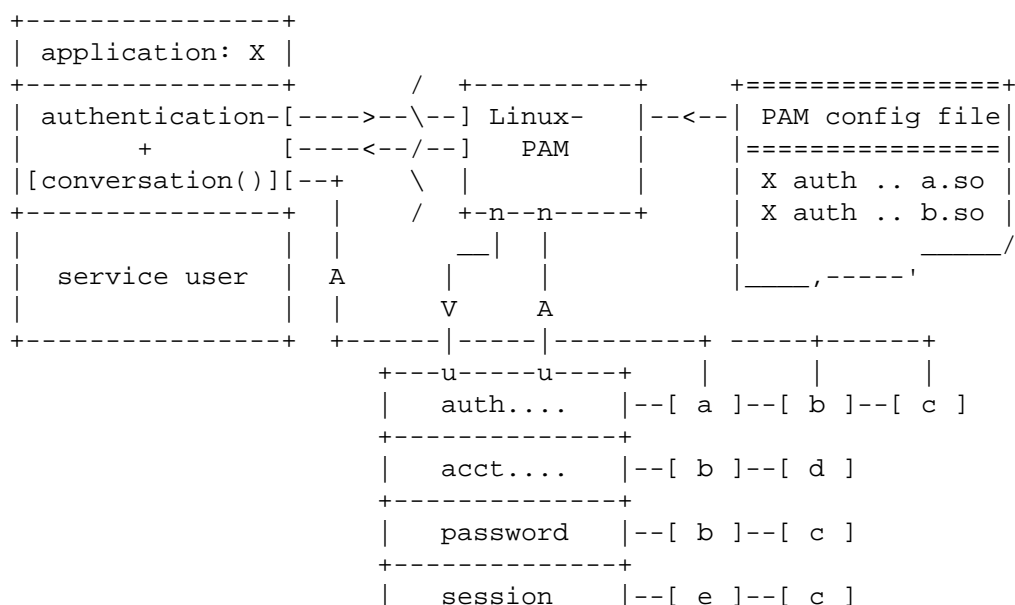 +----------------+
| application: X |
+----------------+       /  +----------+     +================+
| authentication-[---->--\--] Linux-   |--<--| PAM config file|
|       +        [----<--/--]   PAM    |     |================|
|[conversation()][--+    \  |          |     | X auth .. a.so |
+----------------+  |    /  +-n--n-----+     | X auth .. b.so |
|                |  |       __|  |           |           _____/
|  service user  |  A      |     |           |____,-----'
|                |  |      V     A
+----------------+  +------|-----|---------+ -----+------+
                       +---u-----u----+    |      |      |
                       |   auth....   |--[ a ]--[ b ]--[ c ]
                       +--------------+
                       |   acct....   |--[ b ]--[ d ]
                       +--------------+
                       |   password   |--[ b ]--[ c ]
                       +--------------+
                       |   session    |--[ e ]--[ c ]